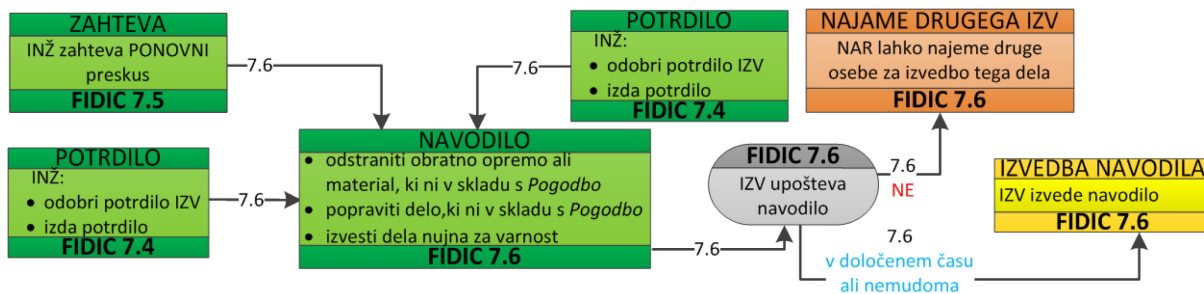 ZAHTEVA
INŽ zahteva PONOVNI
preskus
FIDIC 7.5
7.6
POTRDILO
INŽ:
• odobri potrdilo IZV
• izda potrdilo
FIDIC 7.4
7.6
POTRDILO
INŽ:
• odobri potrdilo IZV
• izda potrdilo
FIDIC 7.4
7.6
NAVODILO
• odstraniti obratno opremo ali
material, ki ni v skladu s Pogodbo
• popraviti delo,ki ni v skladu s Pogodbo
• izvesti dela nujna za varnost
FIDIC 7.6
7.6
FIDIC 7.6
IZV upošteva
navodilo
7.6
NE
NAJAME DRUGEGA IZV
NAR lahko najeme druge
osebe za izvedbo tega dela
FIDIC 7.6
7.6
v določenem času
ali nemudoma
IZVEDBA NAVODILA
IZV izvede navodilo
FIDIC 7.6